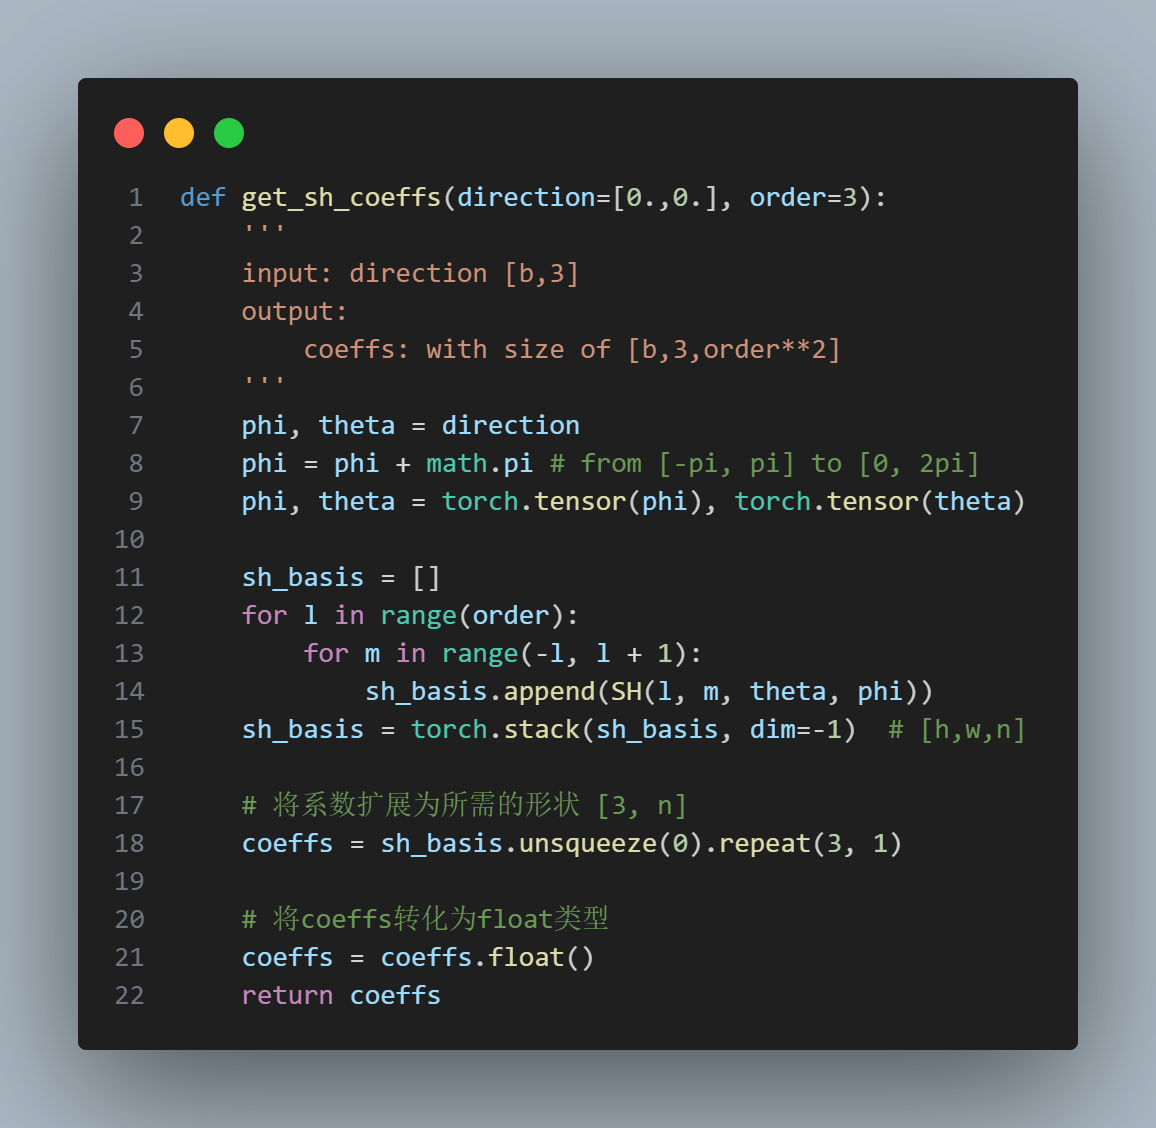 1 def get_sh_coeffs(direction=[0.,0.], order=3):
2     '''
3     input: direction [b,3]
4     output:
5         coeffs: with size of [b,3,order**2]
6     '''
7     phi, theta = direction
8     phi = phi + math.pi # from [-pi, pi] to [0, 2pi]
9     phi, theta = torch.tensor(phi), torch.tensor(theta)
10
11     sh_basis = []
12     for l in range(order):
13         for m in range(-l, l + 1):
14             sh_basis.append(SH(l, m, theta, phi))
15     sh_basis = torch.stack(sh_basis, dim=-1)  # [h,w,n]
16
17     # 将系数扩展为所需的形状 [3, n]
18     coeffs = sh_basis.unsqueeze(0).repeat(3, 1)
19
20     # 将coeffs转化为float类型
21     coeffs = coeffs.float()
22     return coeffs